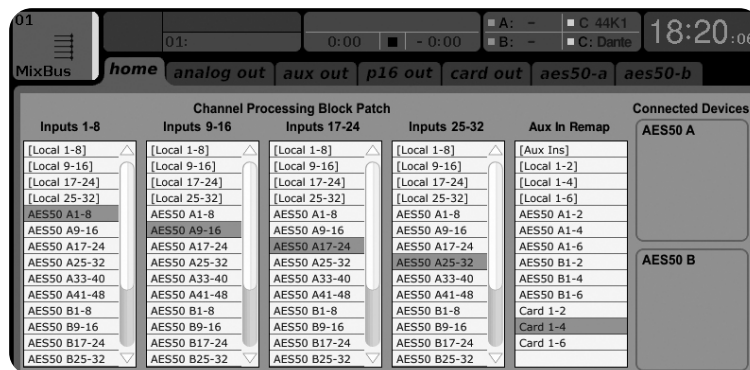 01
MixBus
01:
0:00 - 0:00
A: -
B: -
C 44K1
C: Dante
18:20:06
home analog out aux out p16 out card out aes50-a aes50-b
Channel Processing Block Patch
Connected Devices
Inputs 1-8 Inputs 9-16 Inputs 17-24 Inputs 25-32 Aux In Remap
[Local 1-8] [Local 1-8] [Local 1-8] [Local 1-8] [Aux Ins]
[Local 9-16] [Local 9-16] [Local 9-16] [Local 9-16] [Local 1-2]
[Local 17-24] [Local 17-24] [Local 17-24] [Local 17-24] [Local 1-4]
[Local 25-32] [Local 25-32] [Local 25-32] [Local 25-32] [Local 1-6]
AES50 A1-8 AES50 A1-8 AES50 A1-8 AES50 A1-8 AES50 A1-2
AES50 A9-16 AES50 A9-16 AES50 A9-16 AES50 A9-16 AES50 A1-4
AES50 A17-24 AES50 A17-24 AES50 A17-24 AES50 A17-24 AES50 A1-6
AES50 A25-32 AES50 A25-32 AES50 A25-32 AES50 A25-32 AES50 B1-2
AES50 A33-40 AES50 A33-40 AES50 A33-40 AES50 A33-40 AES50 B1-4
AES50 A41-48 AES50 A41-48 AES50 A41-48 AES50 A41-48 AES50 B1-6
AES50 B1-8 AES50 B1-8 AES50 B1-8 AES50 B1-8 Card 1-2
AES50 B9-16 AES50 B9-16 AES50 B9-16 AES50 B9-16 Card 1-4
AES50 B17-24 AES50 B17-24 AES50 B17-24 AES50 B17-24 Card 1-6
AES50 B25-32 AES50 B25-32 AES50 B25-32 AES50 B25-32
AES50 A
AES50 B